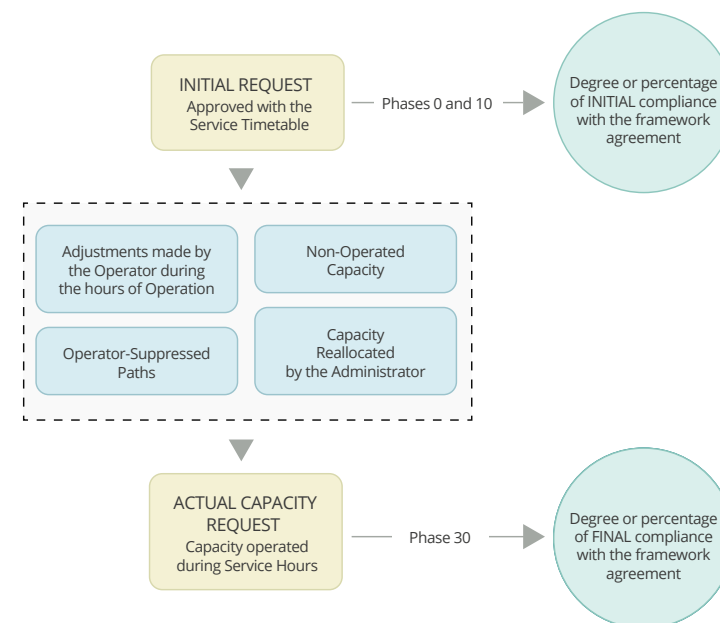 INITIAL REQUEST
Approved with the
Service Timetable
Phases 0 and 10
Degree or percentage
of INITIAL compliance
with the framework
agreement
Adjustments made by
the Operator during
the hours of Operation
Non-Operated
Capacity
Operator-Suppressed
Paths
Capacity
Reallocated
by the Administrator
ACTUAL CAPACITY
REQUEST
Capacity operated
during Service Hours
Phase 30
Degree or percentage
of FINAL compliance
with the framework
agreement